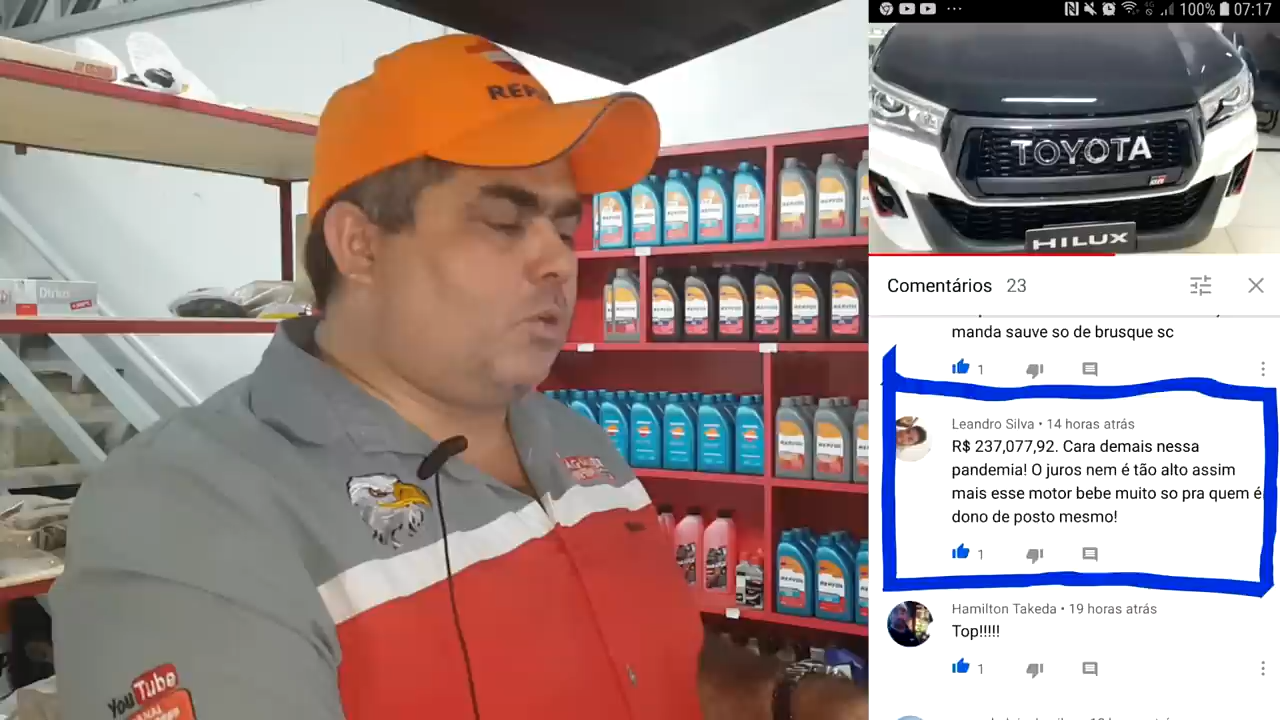 REPSOL
YouTube
Dirius
100%
07:17
TOYOTA
HILUX
Comentários 23
manda sauve so de brusque sc
1
Leandro Silva • 14 horas atrás
R$ 237,077,92. Cara demais nessa
pandemia! O juros nem é tão alto assim
mais esse motor bebe muito so pra quem é
dono de posto mesmo!
1
Hamilton Takeda • 19 horas atrás
Top!!!!!
1